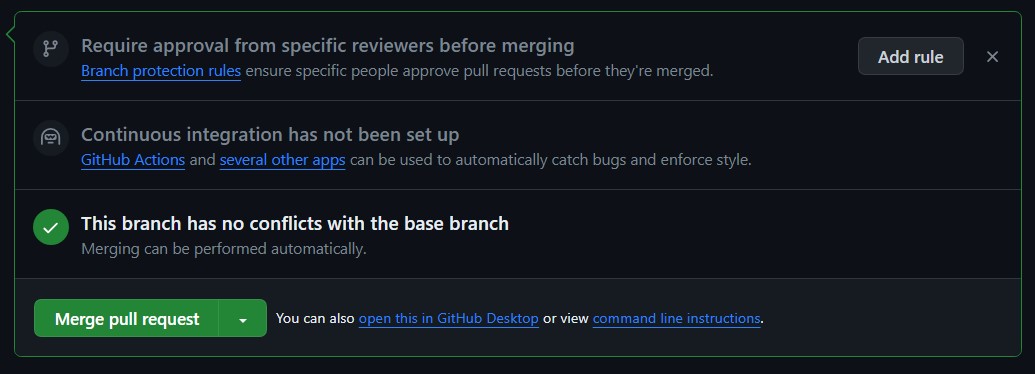 Require approval from specific reviewers before merging
Branch protection rules ensure specific people approve pull requests before they're merged.
Add rule
Continuous integration has not been set up
GitHub Actions and several other apps can be used to automatically catch bugs and enforce style.
This branch has no conflicts with the base branch
Merging can be performed automatically.
Merge pull request
You can also open this in GitHub Desktop or view command line instructions.